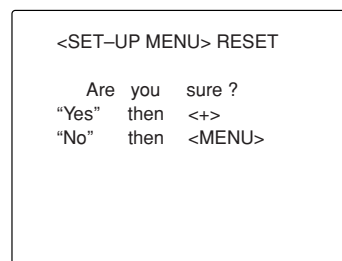 <SET–UP MENU> RESET
Are you sure ?
“Yes” then <+>
“No” then <MENU>